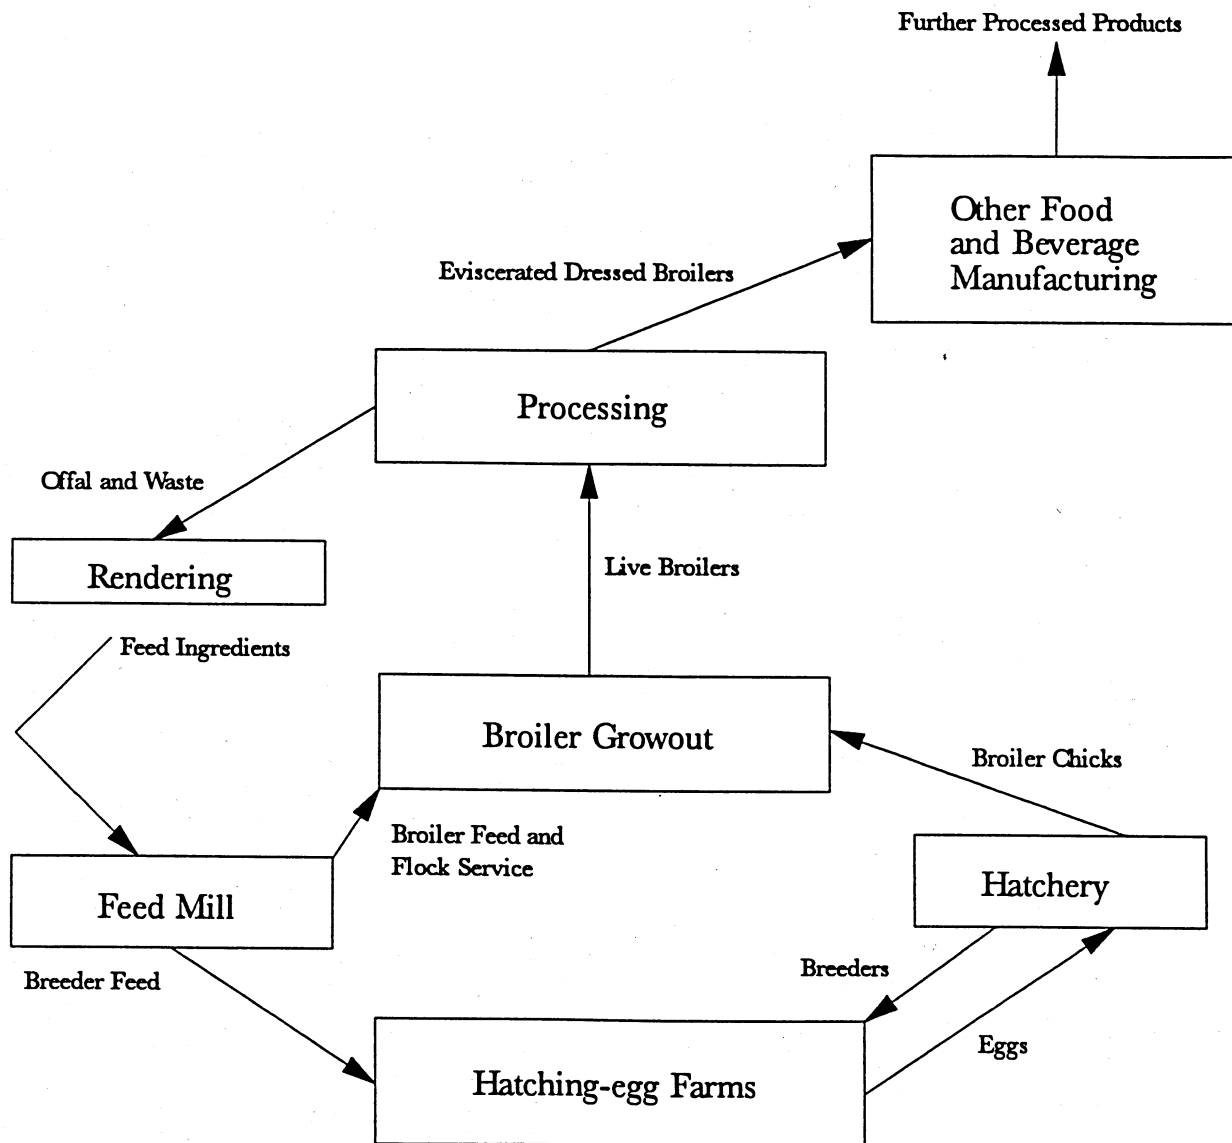 Further Processed Products
Other Food
and Beverage
Manufacturing
Eviscerated Dressed Broilers
Processing
Offal and Waste
Live Broilers
Rendering
Feed Ingredients
Broiler Growout
Broiler Chicks
Broiler Feed and
Flock Service
Hatchery
Feed Mill
Breeders
Breeder Feed
Eggs
Hatching-egg Farms